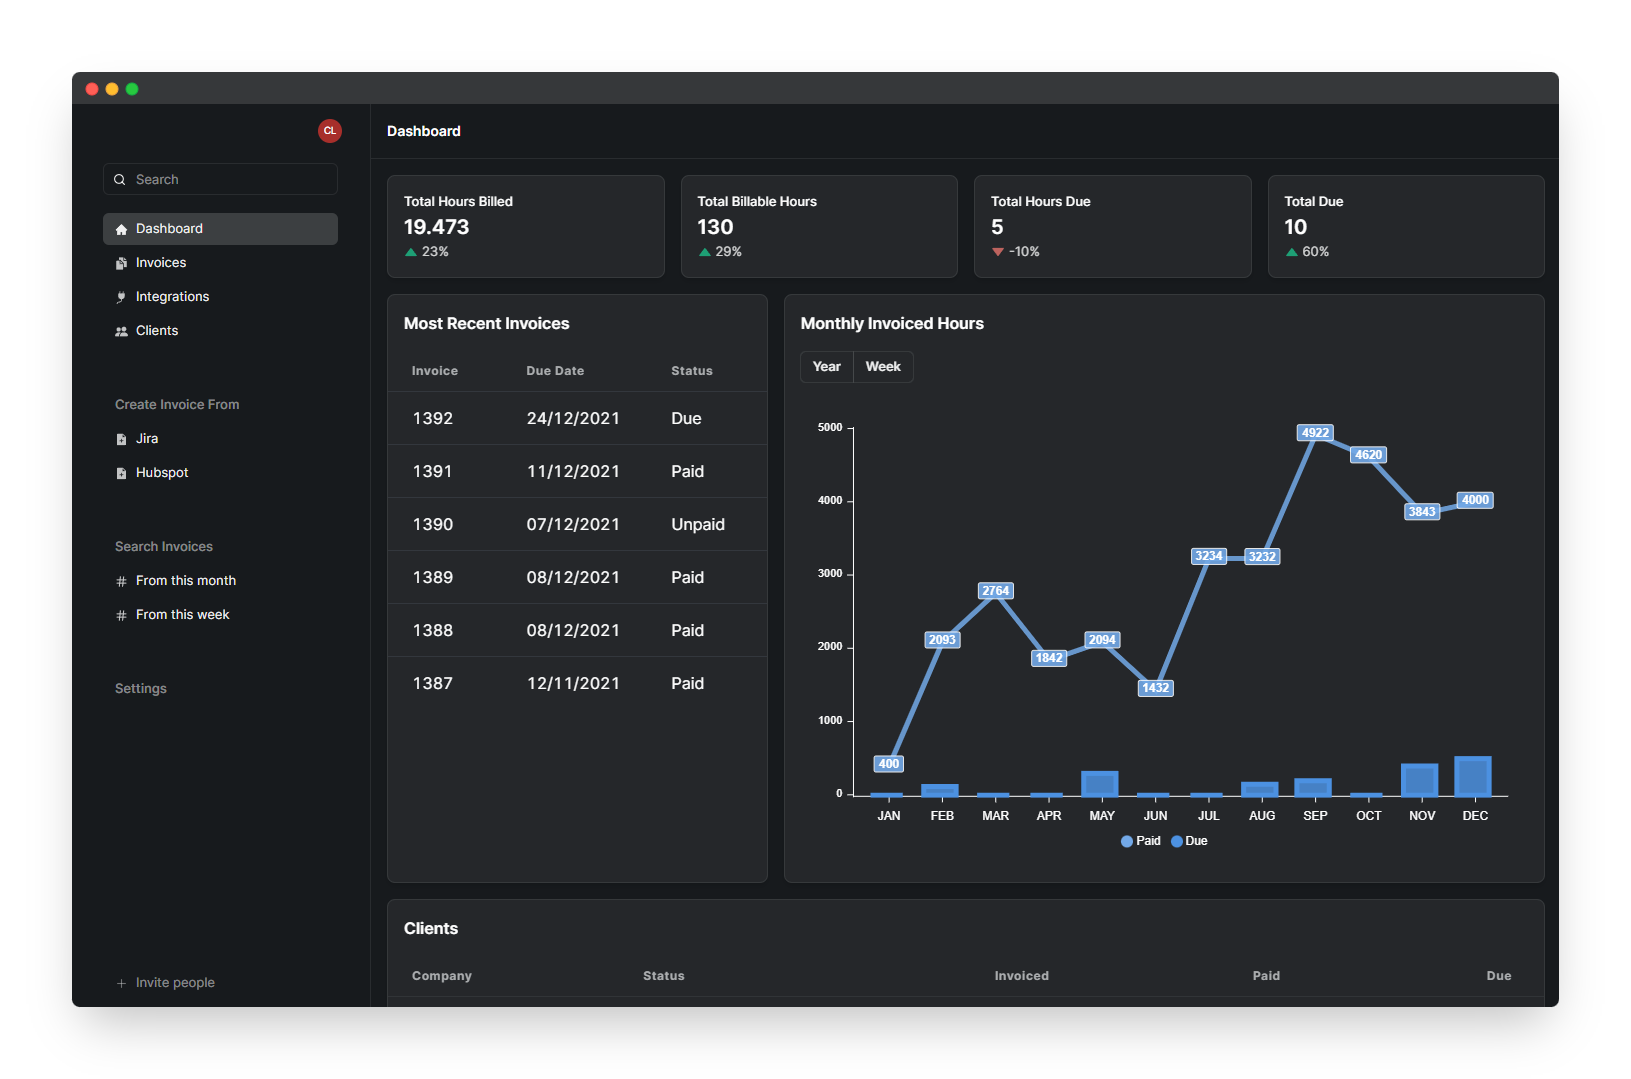 CL
Search
Dashboard
Invoices
Integrations
Clients
Create Invoice From
Jira
Hubspot
Search Invoices
# From this month
# From this week
Settings
+ Invite people
Dashboard
Total Hours Billed
19.473
23%
Total Billable Hours
130
29%
Total Hours Due
5
-10%
Total Due
10
60%
Most Recent Invoices
Invoice Due Date Status
1392 24/12/2021 Due
1391 11/12/2021 Paid
1390 07/12/2021 Unpaid
1389 08/12/2021 Paid
1388 08/12/2021 Paid
1387 12/11/2021 Paid
Monthly Invoiced Hours
Year Week
5000
4000
3000
2000
1000
0
400
2093
2764
1842
2094
1432
3234
3232
4922
4620
3843
4000
JAN FEB MAR APR MAY JUN JUL AUG SEP OCT NOV DEC
Paid Due
Clients
Company Status Invoiced Paid Due